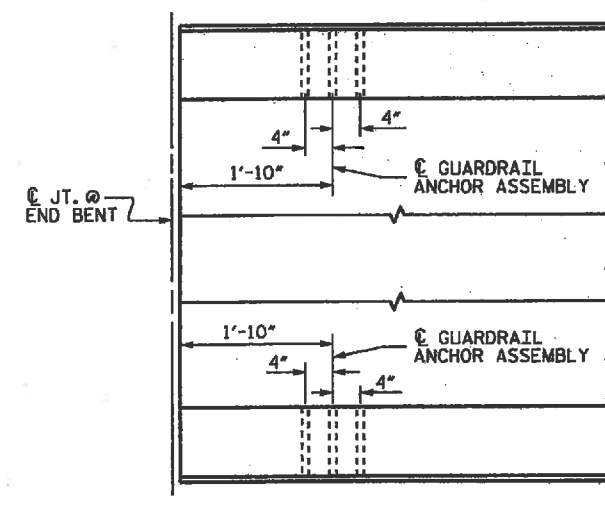 4"
4"
1'-10"
℄ GUARDRAIL
ANCHOR ASSEMBLY
℄ JT. @
END BENT
1'-10"
℄ GUARDRAIL
ANCHOR ASSEMBLY
4"
4"